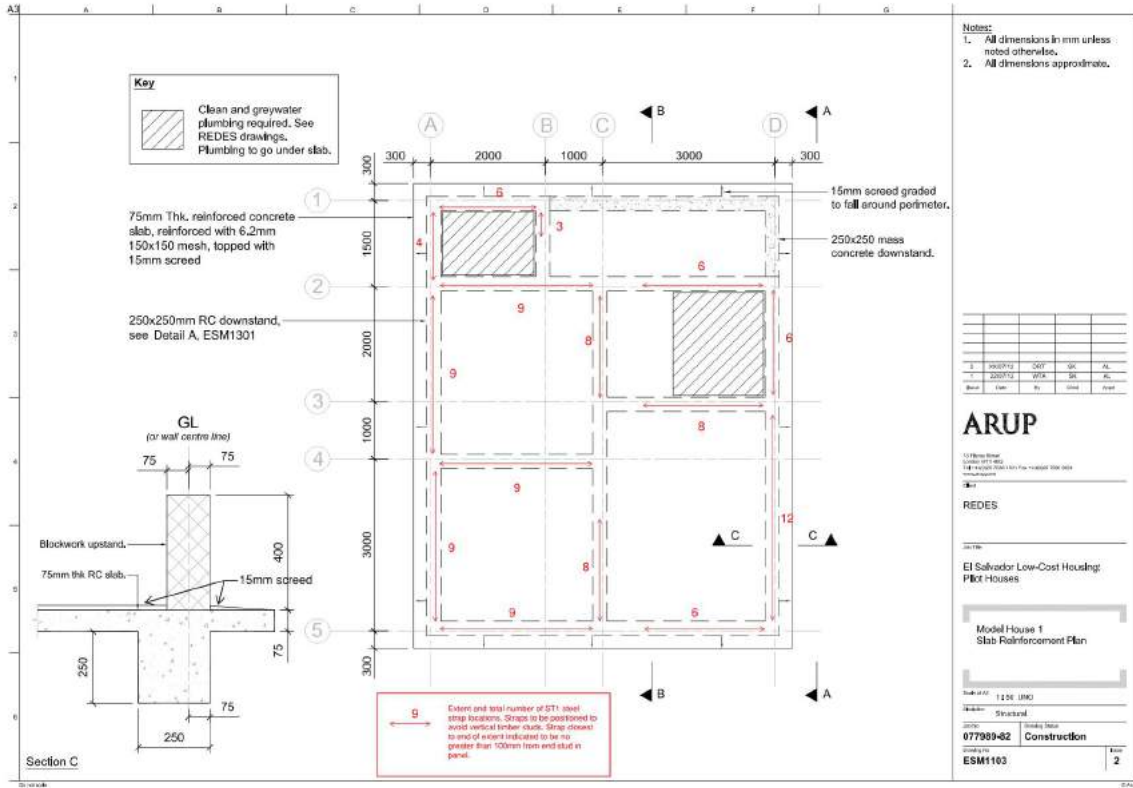 A3
A
B
C
D
E
F
G
Key
Clean and greywater
plumbing required. See
REDES drawings.
Plumbing to go under slab.
Notes:
1. All dimensions in mm unless
noted otherwise.
2. All dimensions approximate.
B
A
A
B
C
D
300
2000
1000
3000
300
300
1500
2000
1000
3000
300
1
2
3
4
5
75mm Thk. reinforced concrete
slab, reinforced with 6.2mm
150x150 mesh, topped with
15mm screed
250x250mm RC downstand,
see Detail A, ESM1301
15mm screed graded
to fall around perimeter.
250x250 mass
concrete downstand.
6
4
3
6
9
8
6
9
8
9
12
9
8
9
6
C
C
B
A
GL
(or wall centre line)
75
75
Blockwork upstand.
75mm thk RC slab.
15mm screed
400
75
250
75
250
Section C
9
Extent and total number of ST1 steel
strap locations. Straps to be positioned to
avoid vertical timber studs. Strap closest
to end of extent indicated to be no
greater than 100mm from end stud in
panel.
1
2
3
4
5
6
ARUP
REDES
Job Title
El Salvador Low-Cost Housing:
Pilot Houses
Model House 1
Slab Reinforcement Plan
Structural
077989-82
Construction
ESM1103
2